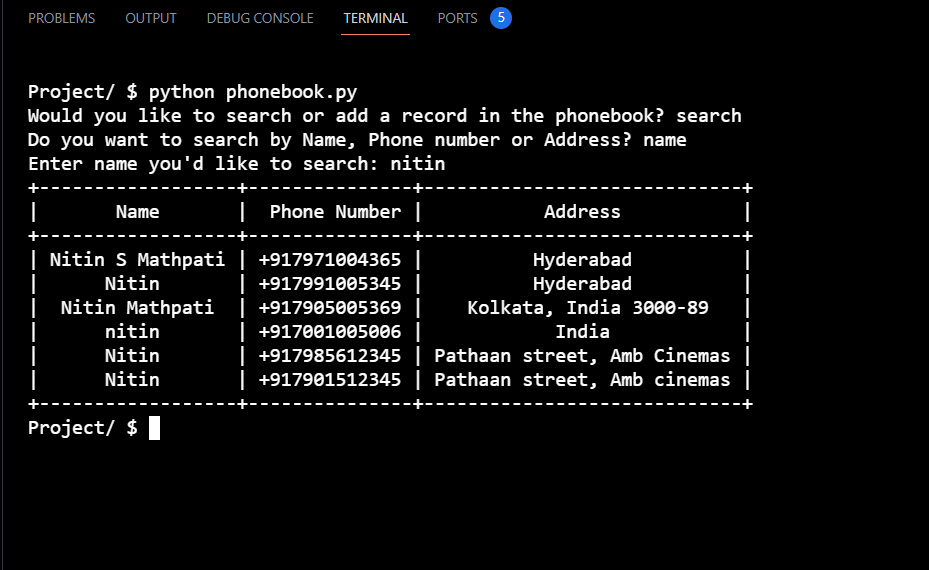 PROBLEMS OUTPUT DEBUG CONSOLE TERMINAL PORTS 5
Project/ $ python phonebook.py
Would you like to search or add a record in the phonebook? search
Do you want to search by Name, Phone number or Address? name
Enter name you'd like to search: nitin
+------------------+---------------+-----------------------------+
|       Name       |  Phone Number |           Address           |
+------------------+---------------+-----------------------------+
| Nitin S Mathpati | +917971004365 |          Hyderabad          |
|      Nitin       | +917991005345 |          Hyderabad          |
|  Nitin Mathpati  | +917905005369 |    Kolkata, India 3000-89   |
|      nitin       | +917001005006 |            India            |
|      Nitin       | +917985612345 | Pathaan street, Amb Cinemas |
|      Nitin       | +917901512345 | Pathaan street, Amb cinemas |
+------------------+---------------+-----------------------------+
Project/ $